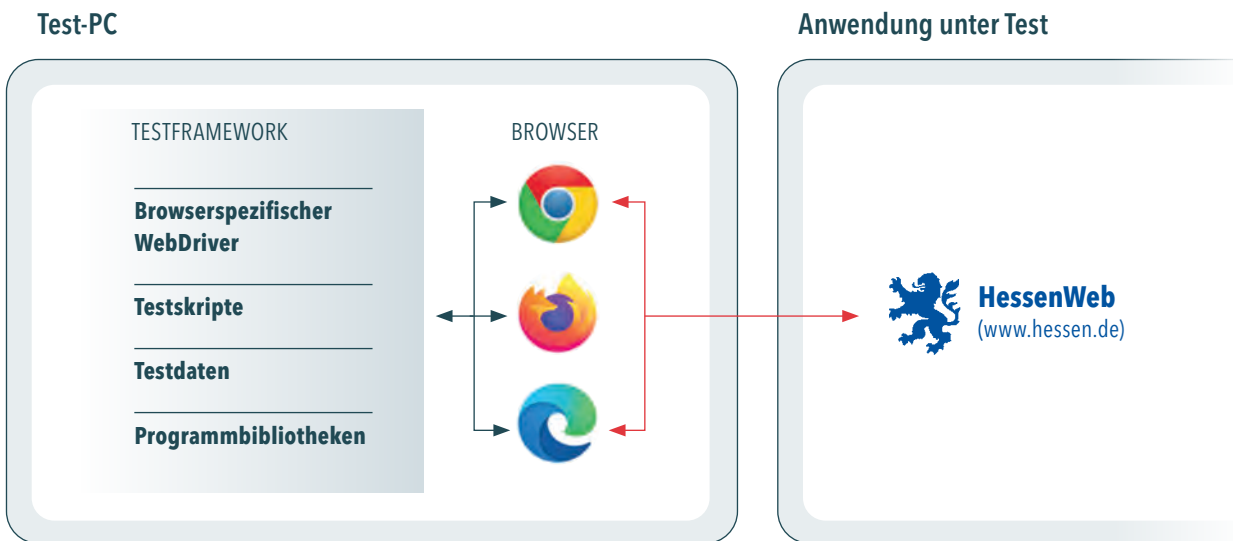 Test-PC
Anwendung unter Test
TESTFRAMEWORK
Browserspezifischer
WebDriver
Testskripte
Testdaten
Programmbibliotheken
BROWSER
HessenWeb
(www.hessen.de)